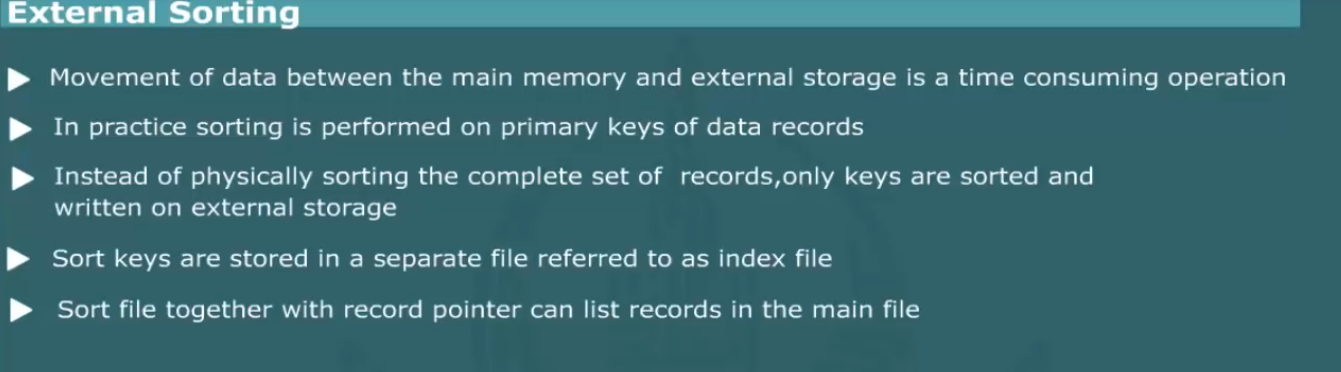 External Sorting
Movement of data between the main memory and external storage is a time consuming operation
In practice sorting is performed on primary keys of data records
Instead of physically sorting the complete set of  records,only keys are sorted and
written on external storage
Sort keys are stored in a separate file referred to as index file
Sort file together with record pointer can list records in the main file